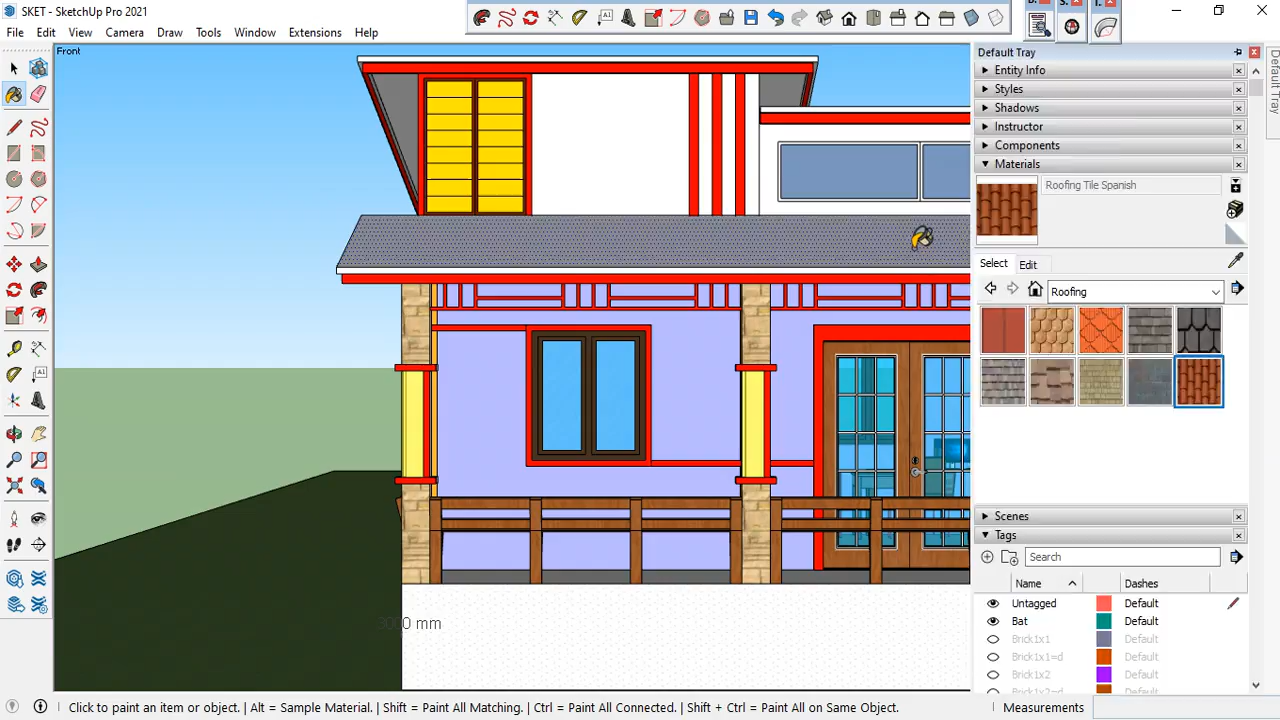 SKET - SketchUp Pro 2021
File Edit View Camera Draw Tools Window Extensions Help
Front
Default Tray
Default Tray
Entity Info
Styles
Shadows
Instructor
Components
Materials
Roofing Tile Spanish
Select Edit
Roofing
Scenes
Tags
Search
Name Dashes
Untagged Default
Bat Default
Brick1x1 Default
Brick1x1=d Default
Brick1x2 Default
Click to paint an item or object. | Alt = Sample Material. | Shift = Paint All Matching. | Ctrl = Paint All Connected. | Shift + Ctrl = Paint All on Same Object.
Measurements